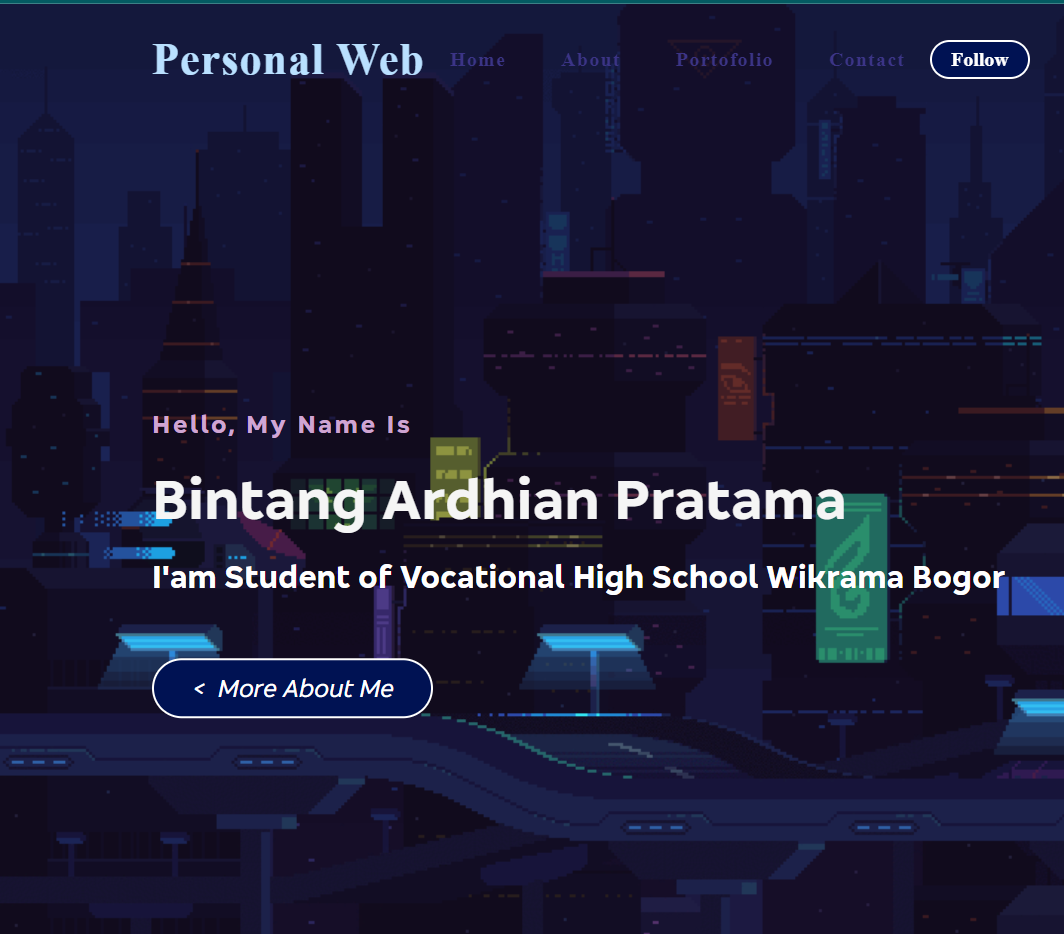 Personal Web Home About Portofolio Contact Follow
Hello, My Name Is
Bintang Ardhian Pratama
I'am Student of Vocational High School Wikrama Bogor
< More About Me